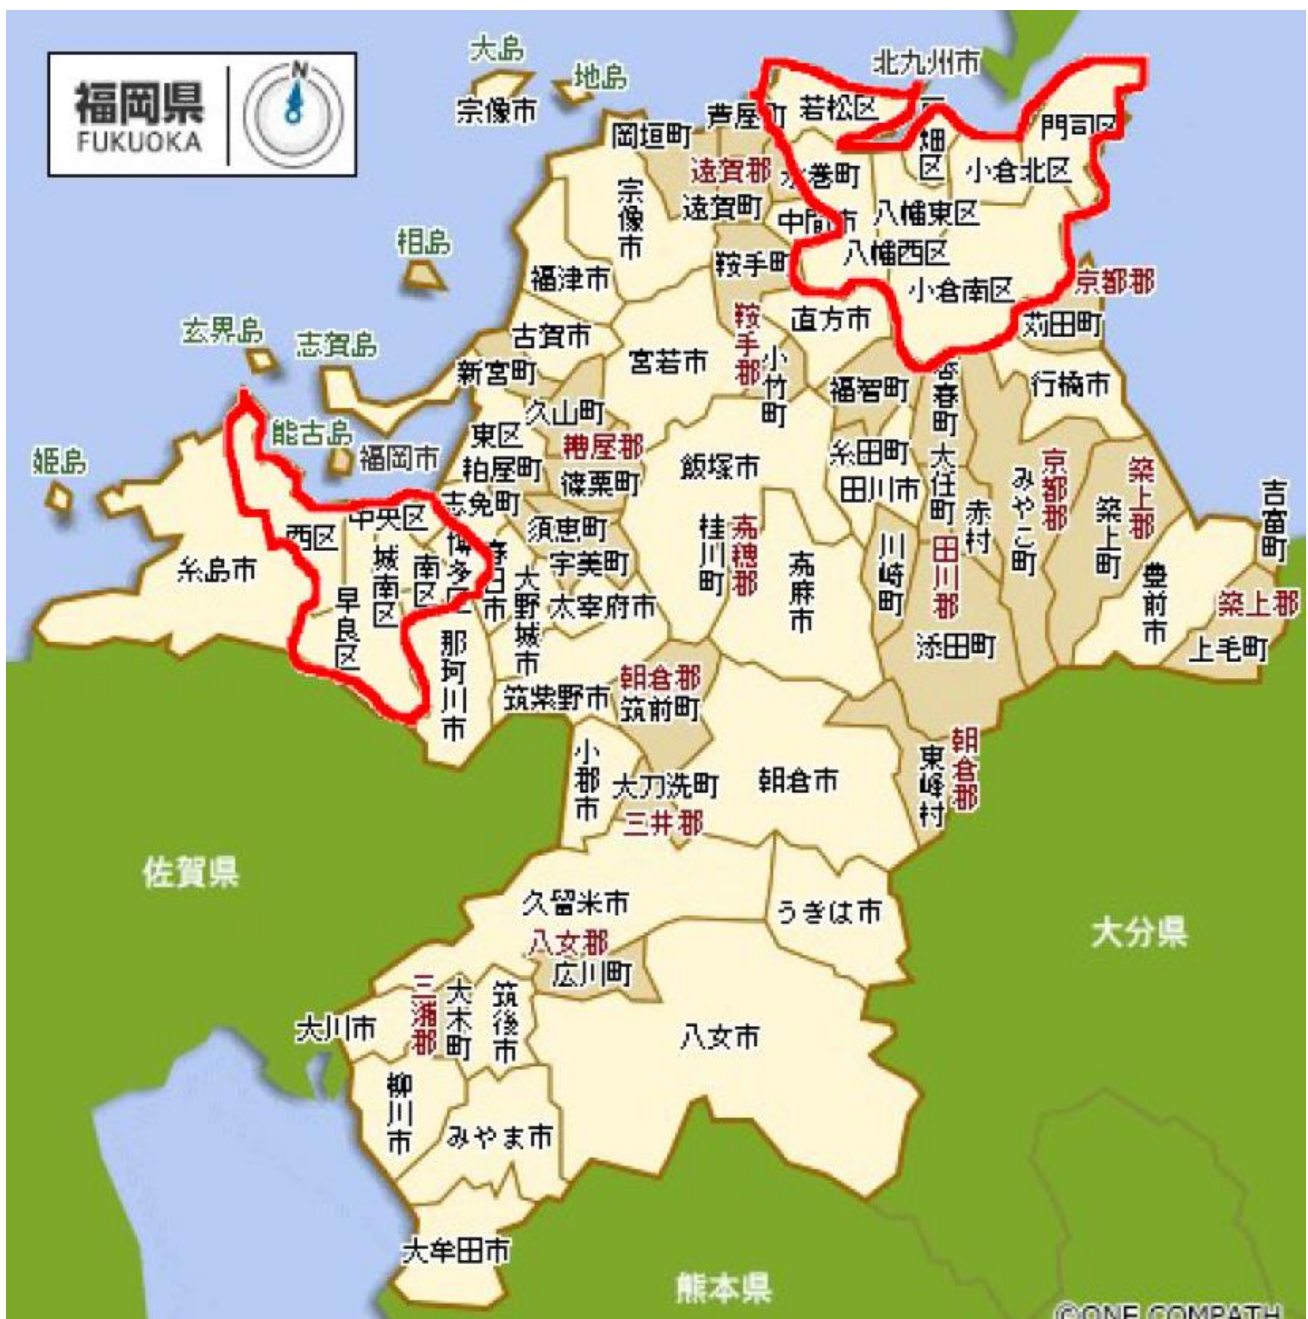 福岡県
FUKUOKA
N
大島
地島
宗像市
北九州市
芦屋町
若松区
門司区
岡垣町
遠賀郡
水巻町
畑区
小倉北区
遠賀町
中間市
八幡東区
宗像市
相島
鞍手町
八幡西区
小倉南区
京都郡
福津市
苅田町
玄界島
志賀島
古賀市
鞍手郡
直方市
新宮町
宮若市
小竹町
福智町
香春町
行橋市
久山町
能古島
東区
糟屋郡
糸田町
姫島
福岡市
粕屋町
篠栗町
飯塚市
田川市
大任町
京都郡
築上郡
吉富町
志免町
中央区
須恵町
桂川町
嘉穂郡
赤村
みやこ町
築上町
西区
城南区
南区
博多区
春日市
大野城市
宇美町
嘉麻市
川崎町
田川郡
豊前市
糸島市
早良区
太宰府市
築上郡
那珂川市
添田町
上毛町
朝倉郡
筑紫野市
筑前町
小郡市
大刀洗町
朝倉市
東峰村
朝倉郡
三井郡
佐賀県
久留米市
うきは市
大分県
八女郡
広川町
大川市
三潴郡
大木町
筑後市
八女市
柳川市
みやま市
大牟田市
熊本県
©ONE COMPATH